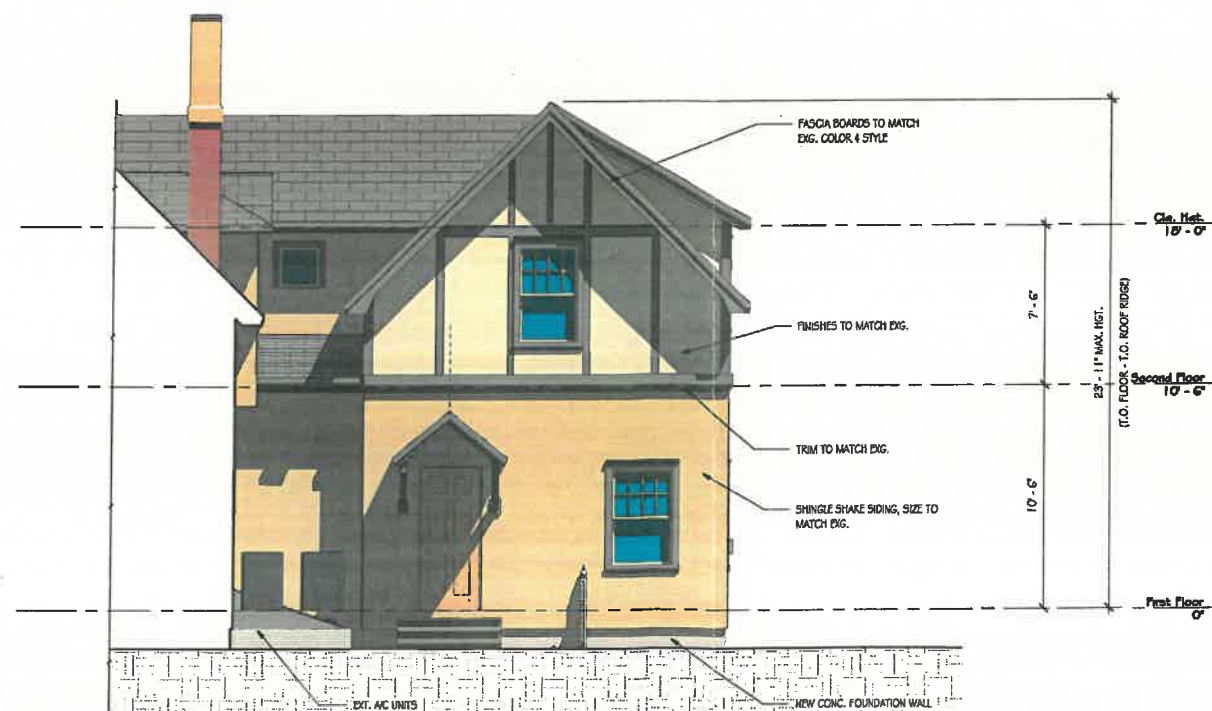 FASCIA BOARDS TO MATCH
EXG. COLOR & STYLE
Clg. Hgt.
18' - 0"
7' - 6"
FINISHES TO MATCH EXG.
23' - 11" MAX. HGT.
(T.O. FLOOR - T.O. ROOF RIDGE)
Second Floor
10' - 6"
TRIM TO MATCH EXG.
SHINGLE SHAKE SIDING, SIZE TO
MATCH EXG.
10' - 6"
First Floor
0"
EXT. A/C UNITS
NEW CONC. FOUNDATION WALL